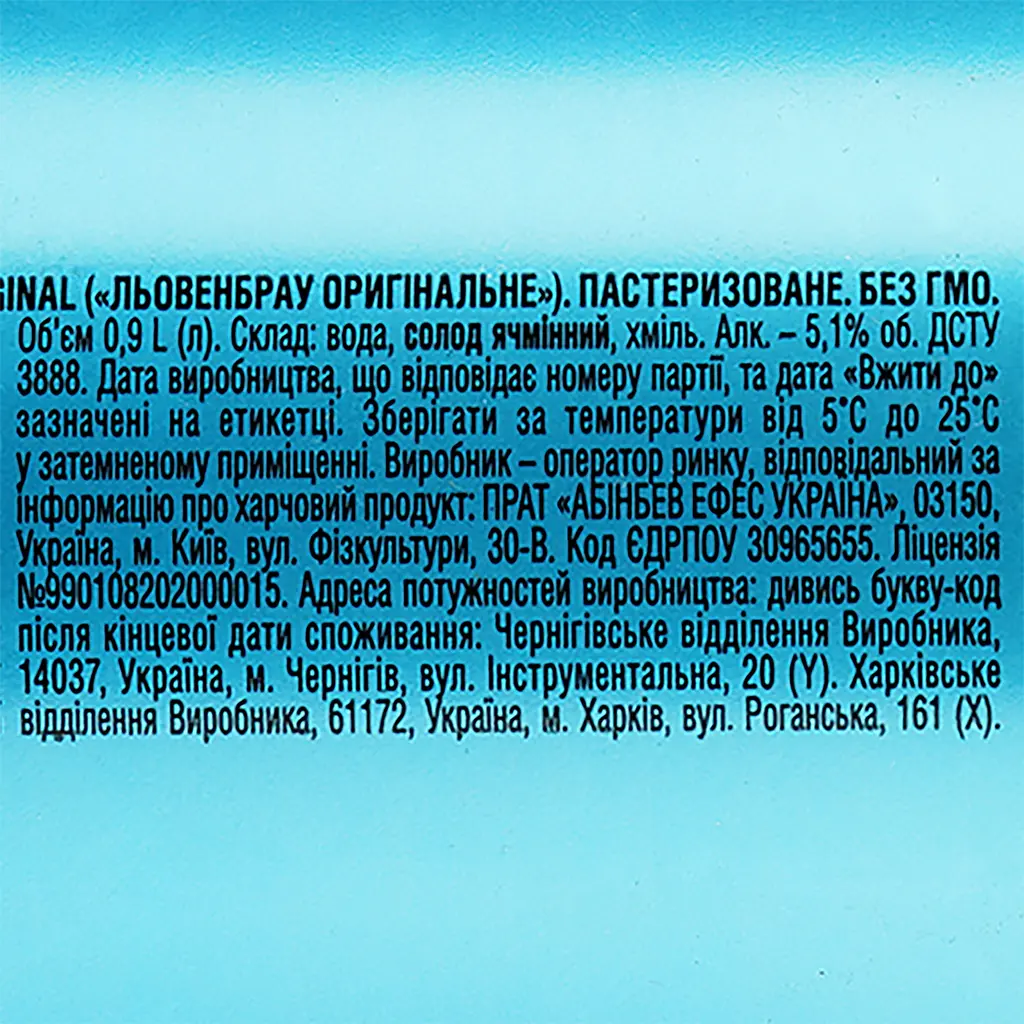 GINAL («ЛЬОВЕНБРАУ ОРИГІНАЛЬНЕ»). ПАСТЕРИЗОВАНЕ. БЕЗ ГМО.
Об'єм 0,9 L (л). Склад: вода, солод ячмінний, хміль. Алк. – 5,1% об. ДСТУ
3888. Дата виробництва, що відповідає номеру партії, та дата «Вжити до»
зазначені на етикетці. Зберігати за температури від 5°С до 25°С
у затемненому приміщенні. Виробник – оператор ринку, відповідальний за
інформацію про харчовий продукт: ПРАТ «АБІНБЕВ ЕФЕС УКРАЇНА», 03150,
Україна, м. Київ, вул. Фізкультури, 30-В. Код ЄДРПОУ 30965655. Ліцензія
№990108202000015. Адреса потужностей виробництва: дивись букву-код
після кінцевої дати споживання: Чернігівське відділення Виробника,
14037, Україна, м. Чернігів, вул. Інструментальна, 20 (Y). Харківське
відділення Виробника, 61172, Україна, м. Харків, вул. Роганська, 161 (X).